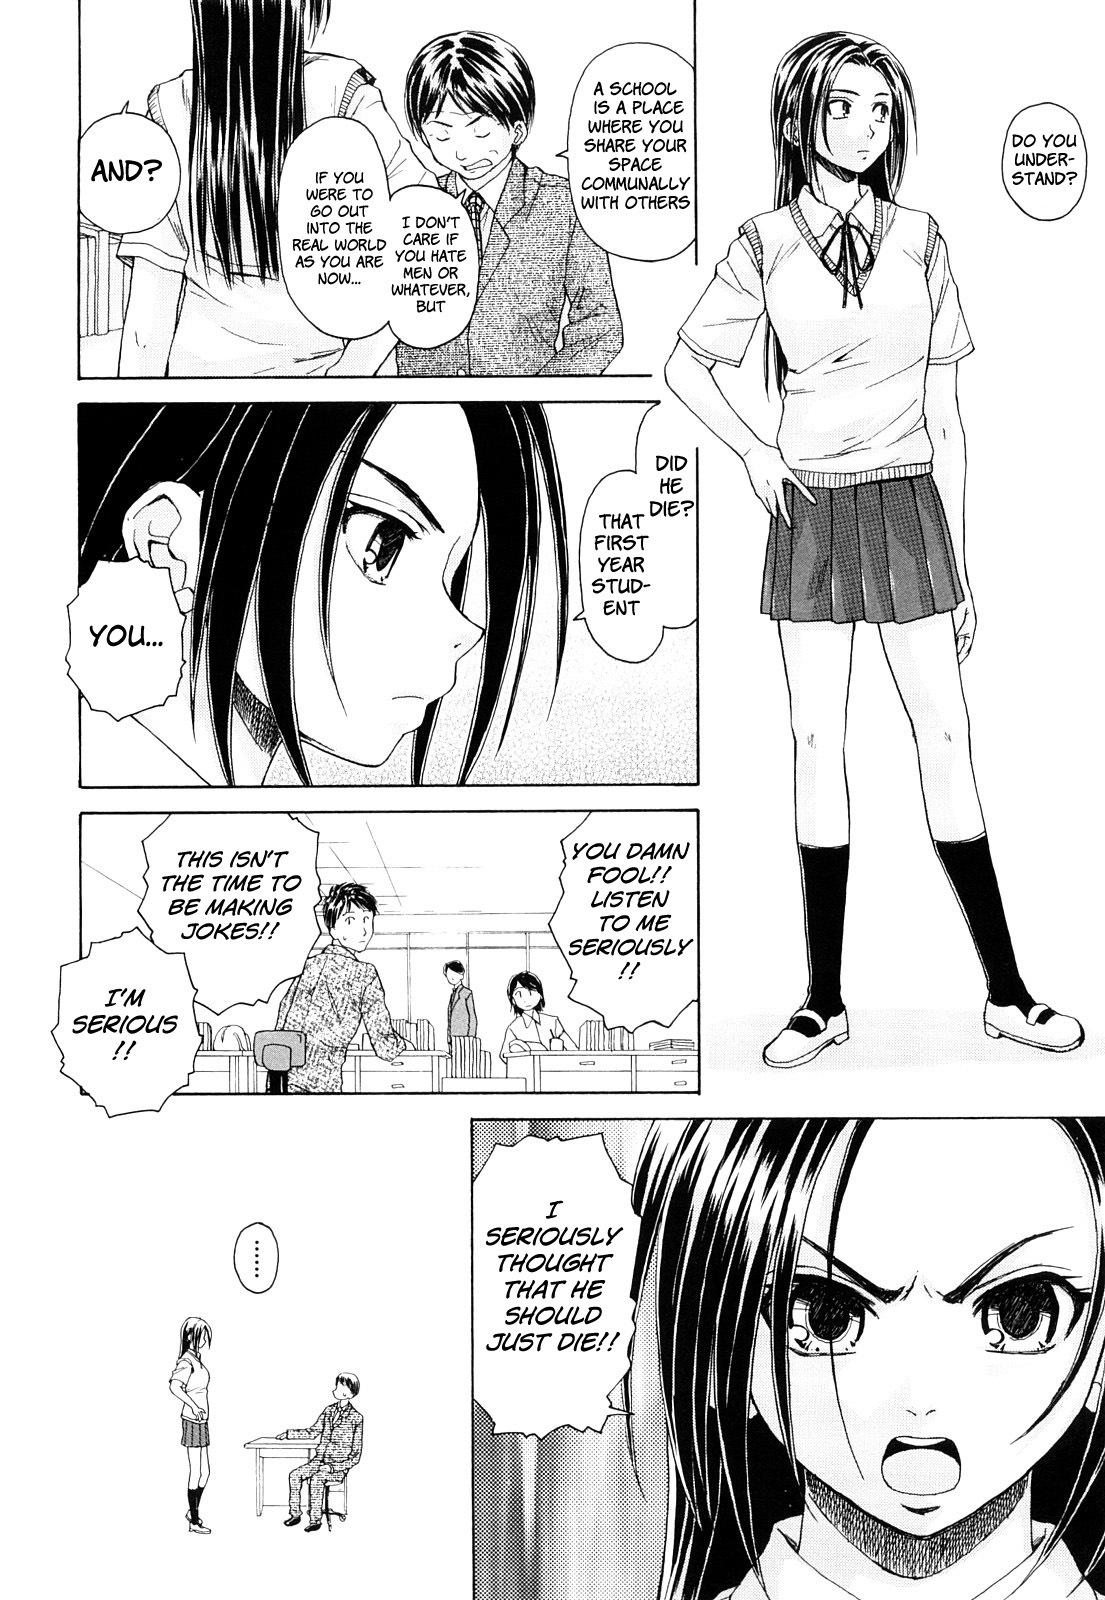 DO YOU
UNDER-
STAND?
A SCHOOL
IS A PLACE
WHERE YOU
SHARE YOUR
SPACE
COMMUNALLY
WITH OTHERS
I DON'T
CARE IF
YOU HATE
MEN OR
WHATEVER,
BUT
IF YOU
WERE TO
GO OUT
INTO THE
REAL WORLD
AS YOU ARE
NOW...
AND?
DID
HE
DIE?
THAT
FIRST
YEAR
STUD-
ENT
YOU...
YOU DAMN
FOOL!!
LISTEN
TO ME
SERIOUSLY
!!
THIS ISN'T
THE TIME TO
BE MAKING
JOKES!!
I'M
SERIOUS
!!
I
SERIOUSLY
THOUGHT
THAT HE
SHOULD
JUST DIE!!
......